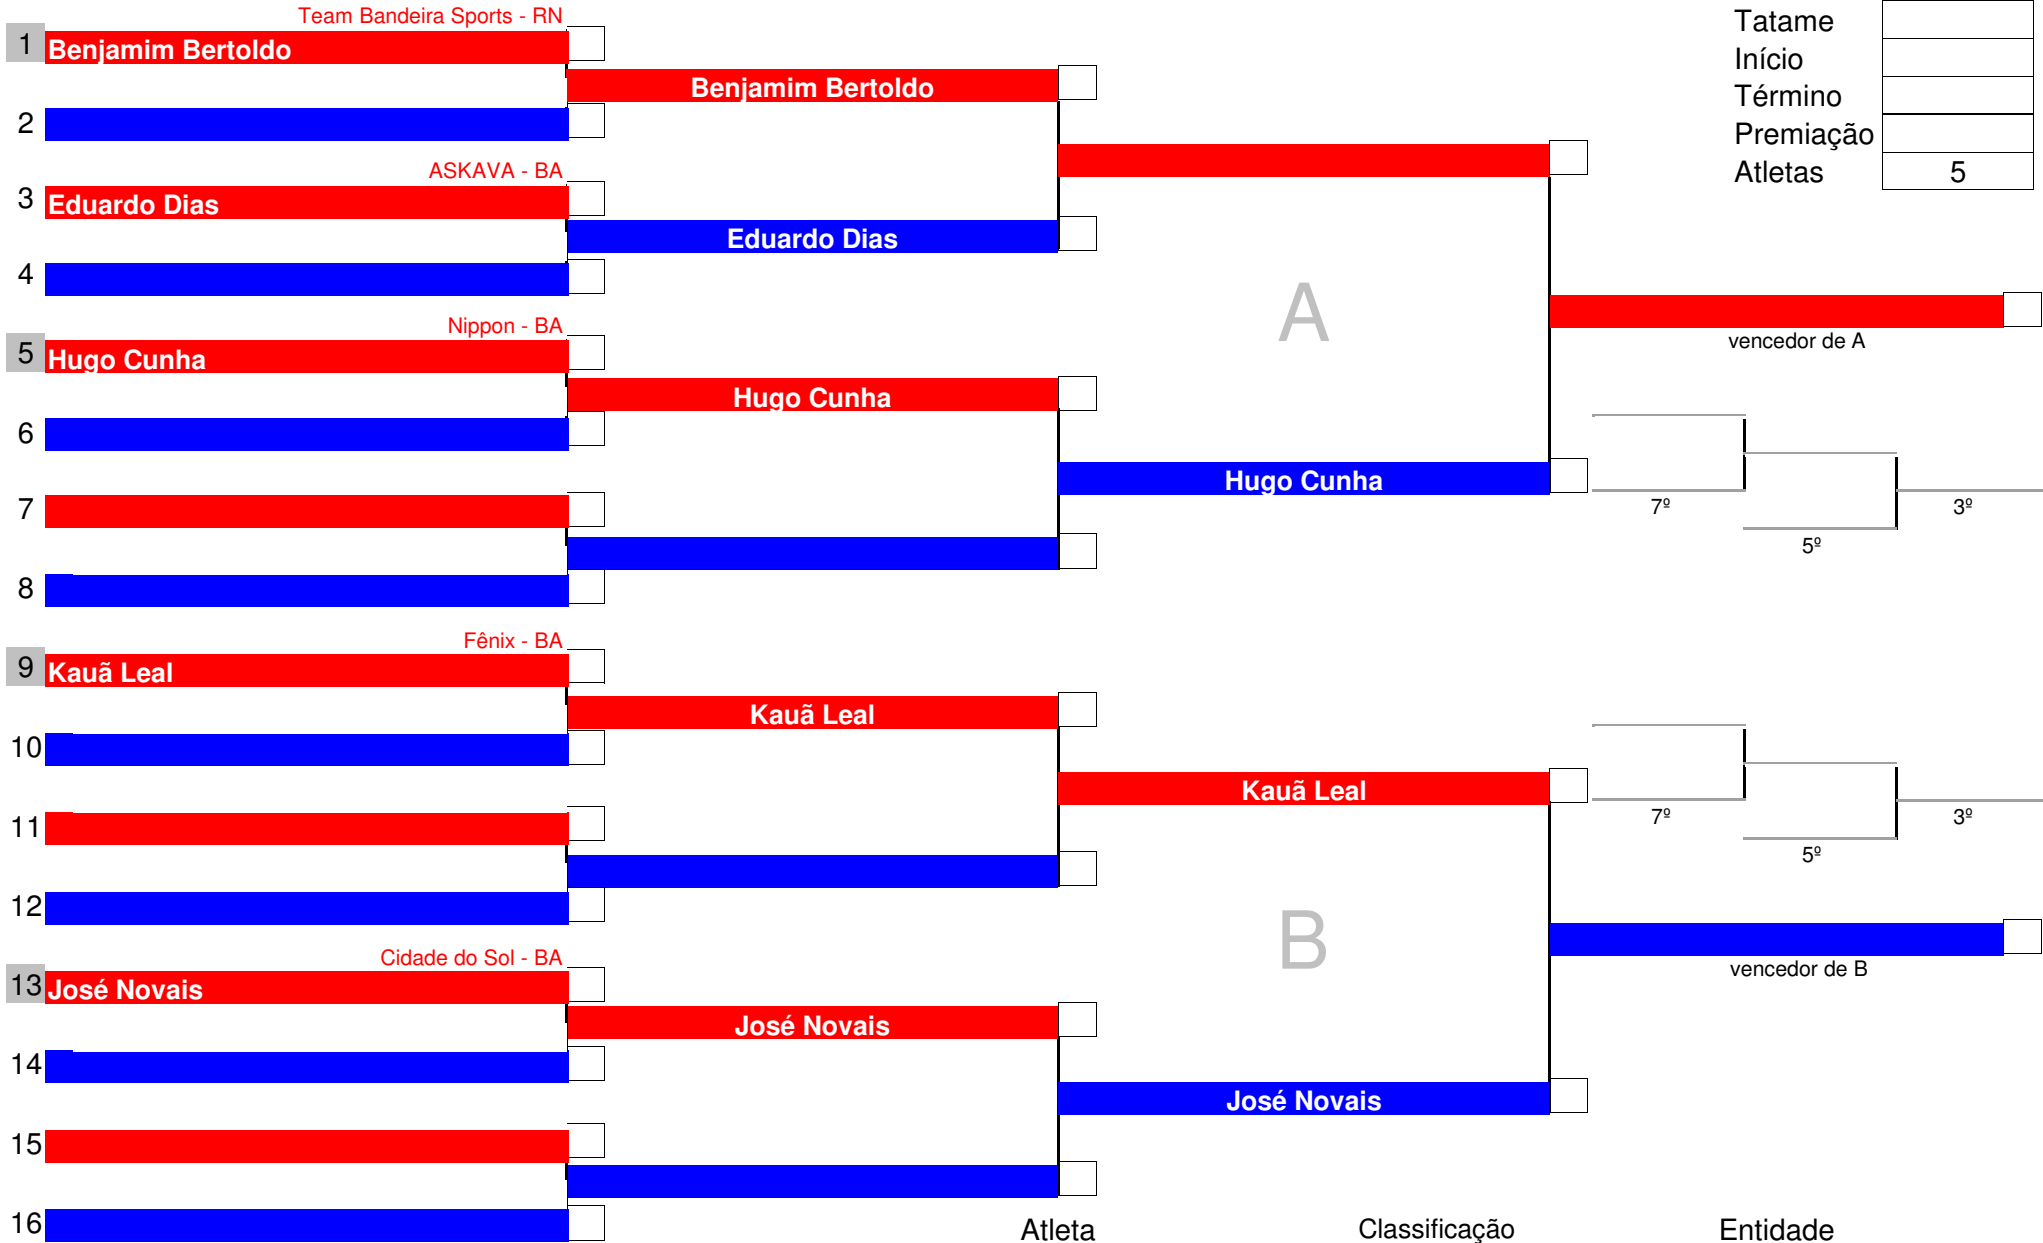 Team Bandeira Sports - RN
1 Benjamim Bertoldo
Benjamim Bertoldo
2
ASKAVA - BA
3 Eduardo Dias
Eduardo Dias
4
Nippon - BA
5 Hugo Cunha
Hugo Cunha
6
Hugo Cunha
7
8
Fênix - BA
9 Kauã Leal
Kauã Leal
10
Kauã Leal
11
12
Cidade do Sol - BA
13 José Novais
José Novais
14
José Novais
15
16
A
B
Tatame
Início
Término
Premiação
Atletas 5
vencedor de A
7º
3º
5º
7º
3º
5º
vencedor de B
Atleta Classificação Entidade